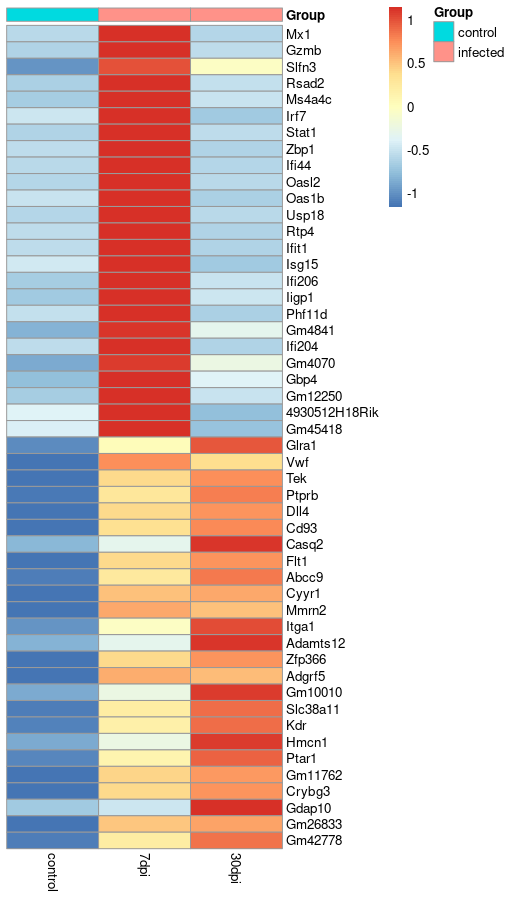 Group
Mx1
Gzmb
Slfn3
Rsad2
Ms4a4c
Irf7
Stat1
Zbp1
Ifi44
Oasl2
Oas1b
Usp18
Rtp4
Ifit1
Isg15
Ifi206
Iigp1
Phf11d
Gm4841
Ifi204
Gm4070
Gbp4
Gm12250
4930512H18Rik
Gm45418
Glra1
Vwf
Tek
Ptprb
Dll4
Cd93
Casq2
Flt1
Abcc9
Cyyr1
Mmrn2
Itga1
Adamts12
Zfp366
Adgrf5
Gm10010
Slc38a11
Kdr
Hmcn1
Ptar1
Gm11762
Crybg3
Gdap10
Gm26833
Gm42778
control
7dpi
30dpi
1
0.5
0
-0.5
-1
Group
control
infected